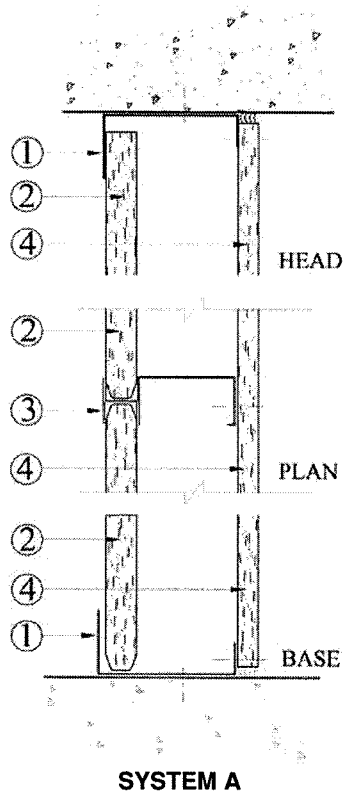 ①
②
④ HEAD
②
③
④ PLAN
②
④
① BASE
SYSTEM A